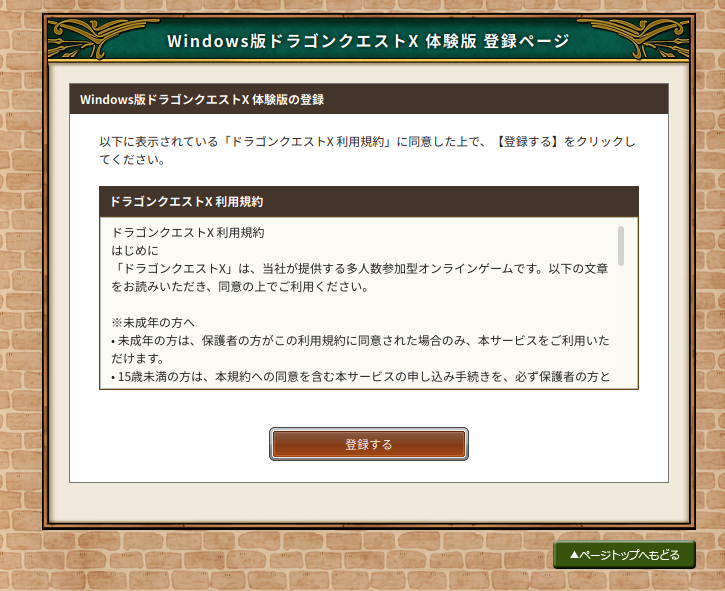 Windows版ドラゴンクエストX 体験版 登録ページ
Windows版ドラゴンクエストX 体験版の登録
以下に表示されている「ドラゴンクエストX 利用規約」に同意した上で、【登録する】をクリックし
てください。
ドラゴンクエストX 利用規約
ドラゴンクエストX 利用規約
はじめに
「ドラゴンクエストX」は、当社が提供する多人数参加型オンラインゲームです。以下の文章
をお読みいただき、同意の上でご利用ください。
※未成年の方へ
• 未成年の方は、保護者の方がこの利用規約に同意された場合のみ、本サービスをご利用いた
だけます。
• 15歳未満の方は、本規約への同意を含む本サービスの申し込み手続きを、必ず保護者の方と
登録する
▲ページトップへもどる